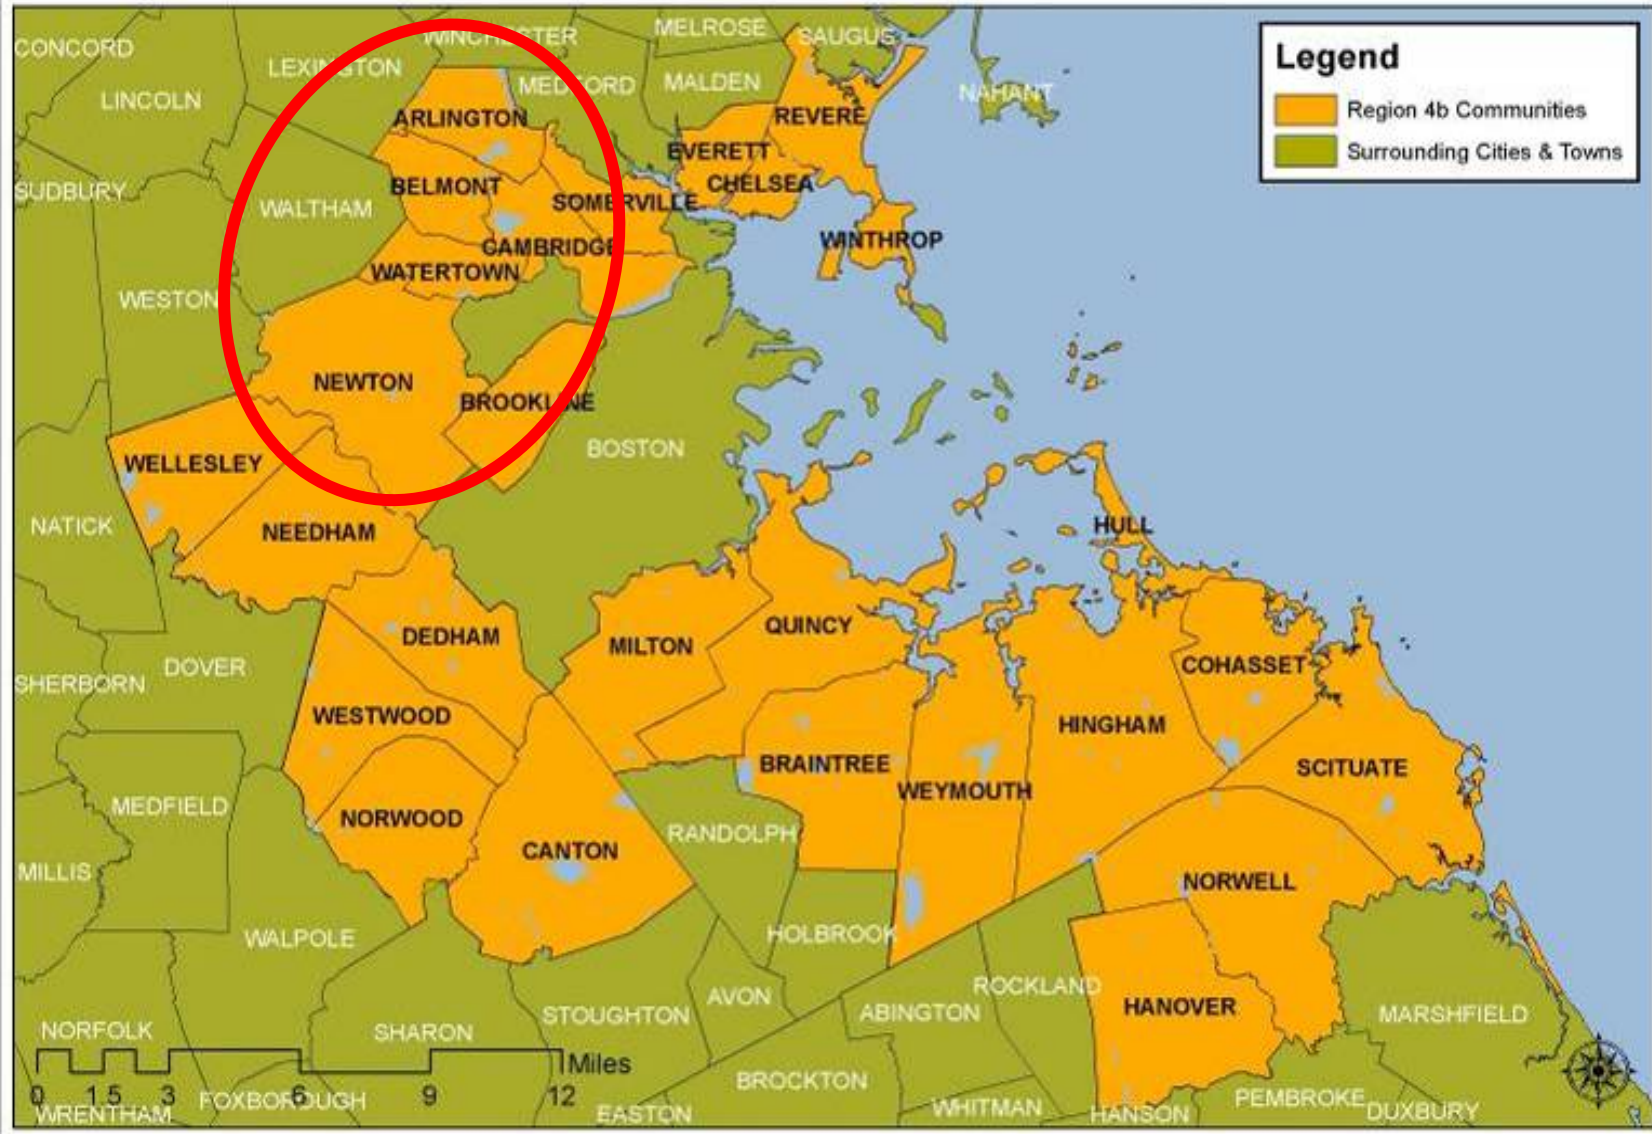 CONCORD
WINCHESTER
MELROSE
SAUGUS
LEXINGTON
LINCOLN
MEDFORD
MALDEN
NAHANT
ARLINGTON
REVERE
EVERETT
CHELSEA
SUDBURY
BELMONT
WALTHAM
SOMERVILLE
CAMBRIDGE
WINTHROP
WATERTOWN
WESTON
NEWTON
BROOKLINE
BOSTON
WELLESLEY
NATICK
NEEDHAM
HULL
DEDHAM
MILTON
QUINCY
COHASSET
DOVER
SHERBORN
WESTWOOD
HINGHAM
BRAINTREE
WEYMOUTH
SCITUATE
MEDFIELD
NORWOOD
RANDOLPH
CANTON
MILLIS
NORWELL
WALPOLE
HOLBROOK
ROCKLAND
AVON
HANOVER
ABINGTON
STOUGHTON
MARSHFIELD
NORFOLK
SHARON
BROCKTON
FOXBOROUGH
WRENTHAM
EASTON
WHITMAN
HANSON
PEMBROKE
DUXBURY
0 1.5 3 6 9 12
Miles
Legend
Region 4b Communities
Surrounding Cities & Towns